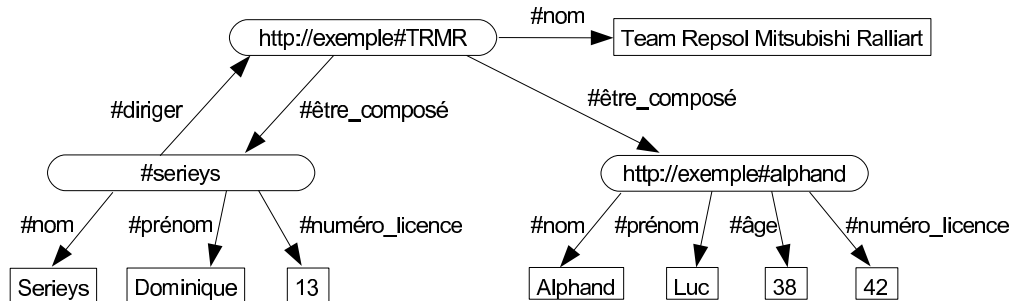 #nom
http://exemple#TRMR
Team Repsol Mitsubishi Ralliart
#diriger
#être_composé
#être_composé
#serieys
http://exemple#alphand
#nom
#prénom
#numéro_licence
#nom
#prénom
#âge
#numéro_licence
Serieys
Dominique
13
Alphand
Luc
38
42